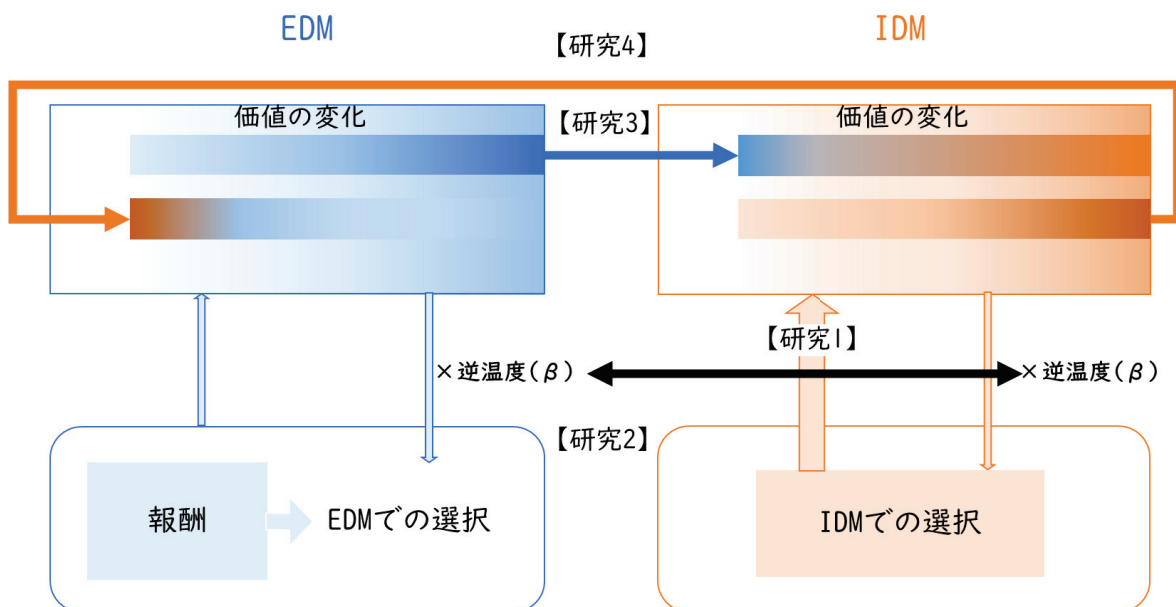 EDM
IDM
【研究4】
価値の変化
【研究3】
価値の変化
【研究1】
×逆温度(β)
×逆温度(β)
【研究2】
報酬
EDMでの選択
IDMでの選択